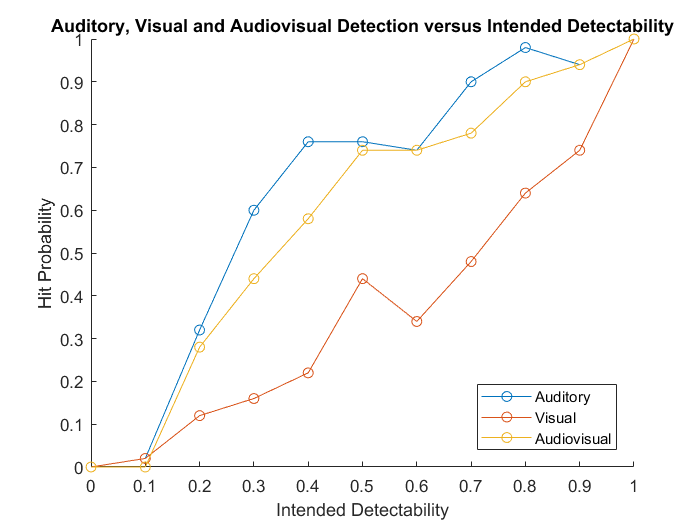 Auditory, Visual and Audiovisual Detection versus Intended Detectability
1
0.9
0.8
0.7
0.6
0.5
0.4
0.3
0.2
0.1
0
Hit Probability
0 0.1 0.2 0.3 0.4 0.5 0.6 0.7 0.8 0.9 1
Intended Detectability
Auditory
Visual
Audiovisual